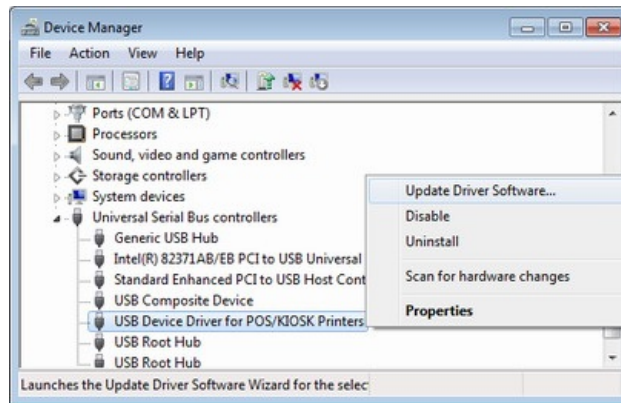 Device Manager
File Action View Help
Ports (COM & LPT)
Processors
Sound, video and game controllers
Storage controllers
System devices
Universal Serial Bus controllers
Generic USB Hub
Intel(R) 82371AB/EB PCI to USB Universal
Standard Enhanced PCI to USB Host Cont
USB Composite Device
USB Device Driver for POS/KIOSK Printers
USB Root Hub
USB Root Hub
Update Driver Software...
Disable
Uninstall
Scan for hardware changes
Properties
Launches the Update Driver Software Wizard for the selec